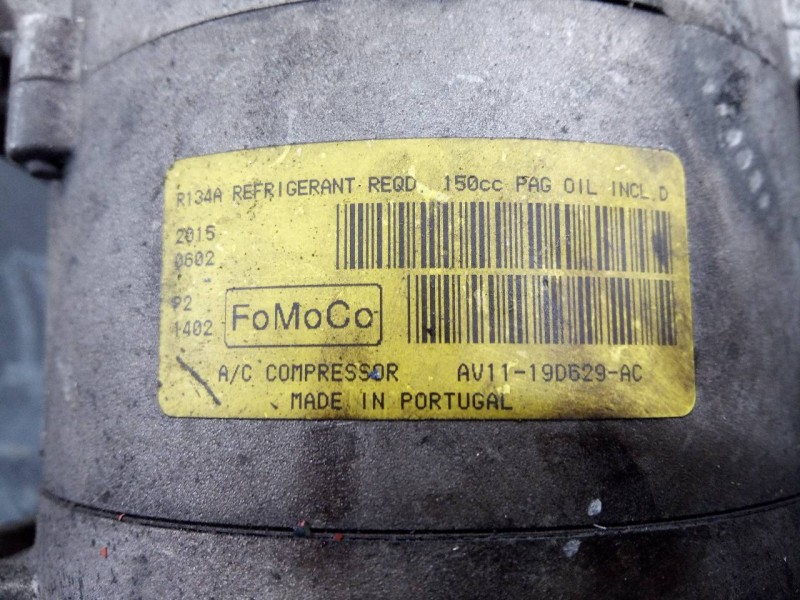 R134A REFRIGERANT REQD. 150cc PAG OIL INCL.D
2015
0602
-
P2
1402
FoMoCo
A/C COMPRESSOR AV11-19D629-AC
MADE IN PORTUGAL